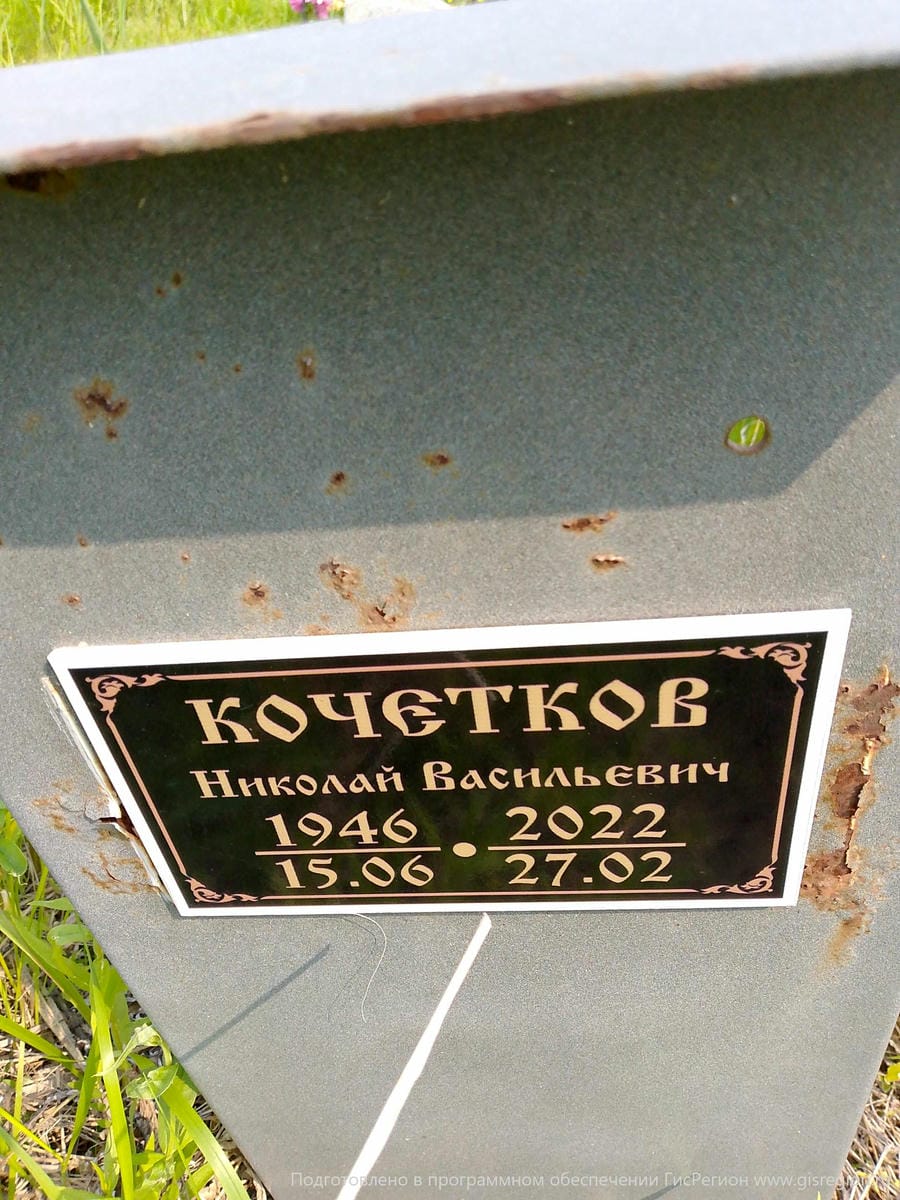 КОЧЕТКОВ
Николай Васильевич
1946 2022
15.06 27.02
Подготовлено в программном обеспечении ГисРегион